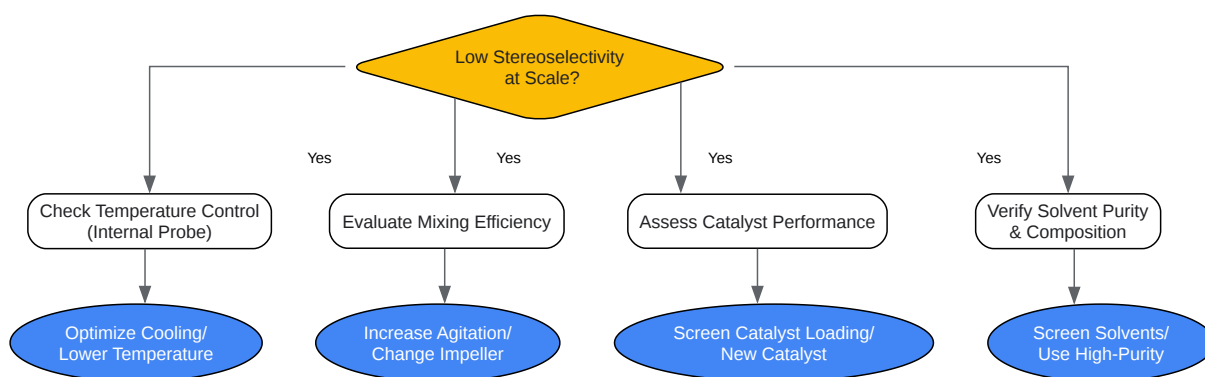 Low Stereoselectivity
at Scale?
Yes
Yes
Yes
Yes
Check Temperature Control
(Internal Probe)
Evaluate Mixing Efficiency
Assess Catalyst Performance
Verify Solvent Purity
& Composition
Optimize Cooling/
Lower Temperature
Increase Agitation/
Change Impeller
Screen Catalyst Loading/
New Catalyst
Screen Solvents/
Use High-Purity